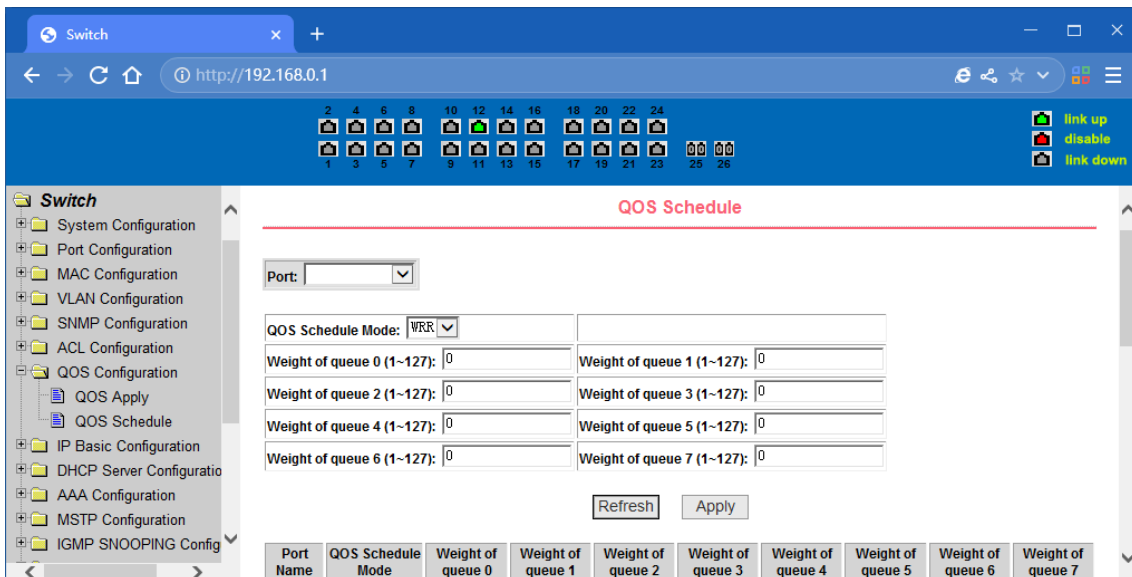 Switch
http://192.168.0.1
2 4 6 8 10 12 14 16 18 20 22 24
1 3 5 7 9 11 13 15 17 19 21 23 25 26
link up
disable
link down
Switch
System Configuration
Port Configuration
MAC Configuration
VLAN Configuration
SNMP Configuration
ACL Configuration
QOS Configuration
QOS Apply
QOS Schedule
IP Basic Configuration
DHCP Server Configuratio
AAA Configuration
MSTP Configuration
IGMP SNOOPING Config
QOS Schedule
Port:
QOS Schedule Mode: WRR
Weight of queue 0 (1~127): 0 Weight of queue 1 (1~127): 0
Weight of queue 2 (1~127): 0 Weight of queue 3 (1~127): 0
Weight of queue 4 (1~127): 0 Weight of queue 5 (1~127): 0
Weight of queue 6 (1~127): 0 Weight of queue 7 (1~127): 0
Refresh Apply
Port QOS Schedule Weight of Weight of Weight of Weight of Weight of Weight of Weight of Weight of
Name Mode queue 0 queue 1 queue 2 queue 3 queue 4 queue 5 queue 6 queue 7